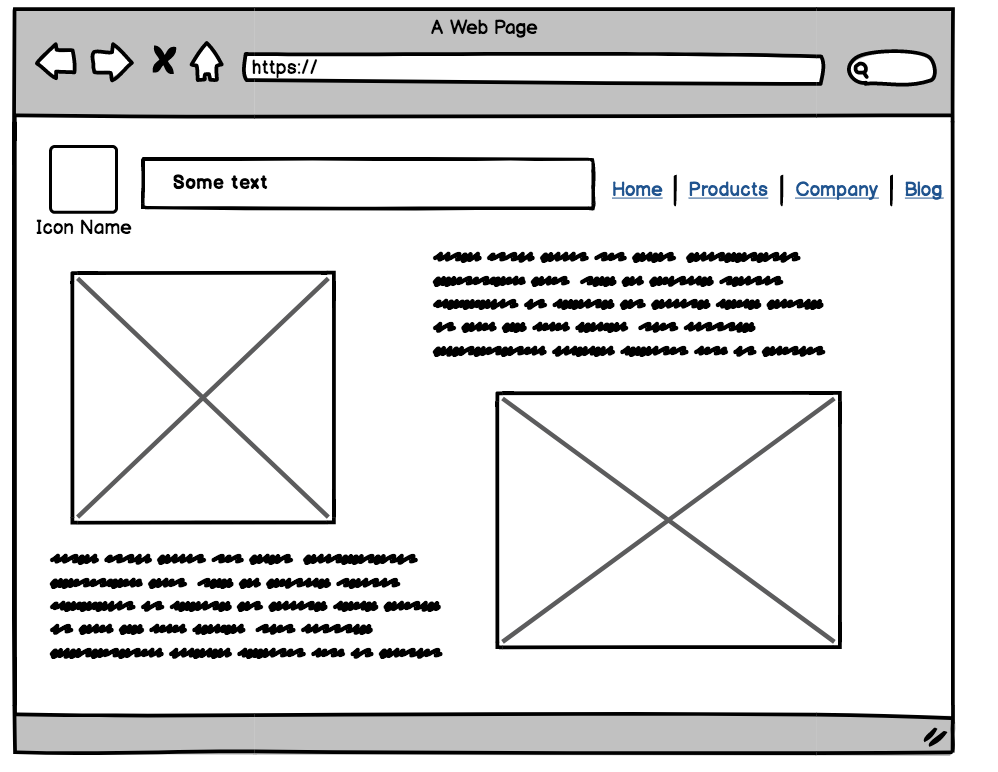 A Web Page
https://
Some text
Home | Products | Company | Blog
Icon Name